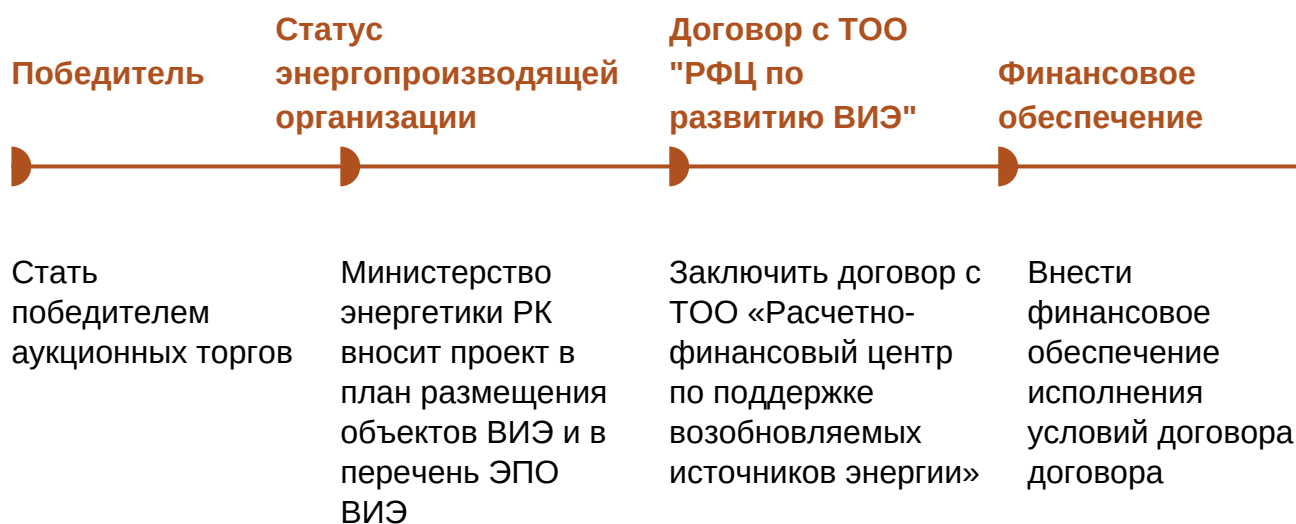 Победитель
Статус
энергопроизводящей
организации
Договор с ТОО
"РФЦ по
развитию ВИЭ"
Финансовое
обеспечение
Стать
победителем
аукционных торгов
Министерство
энергетики РК
вносит проект в
план размещения
объектов ВИЭ и в
перечень ЭПО
ВИЭ
Заключить договор с
ТОО «Расчетно-
финансовый центр
по поддержке
возобновляемых
источников энергии»
Внести
финансовое
обеспечение
исполнения
условий договора
договора